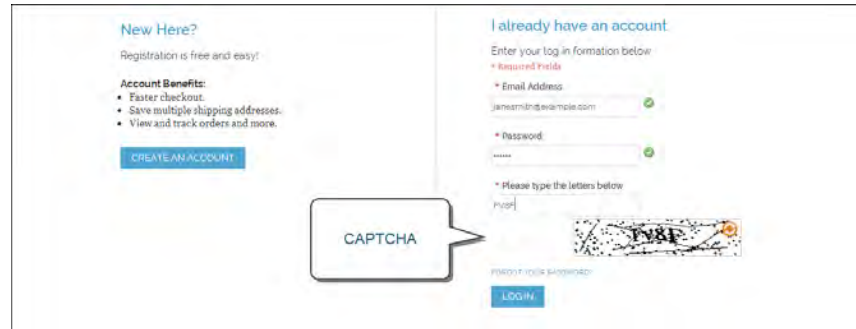 New Here?
Registration is free and easy!
Account Benefits:
• Faster checkout.
• Save multiple shipping addresses.
• View and track orders and more.
CREATE AN ACCOUNT
I already have an account
Enter your log in formation below
* Required Fields
* Email Address
janesmith@example.com
* Password
••••••
* Please type the letters below
CAPTCHA
FORGOT YOUR PASSWORD?
LOG IN